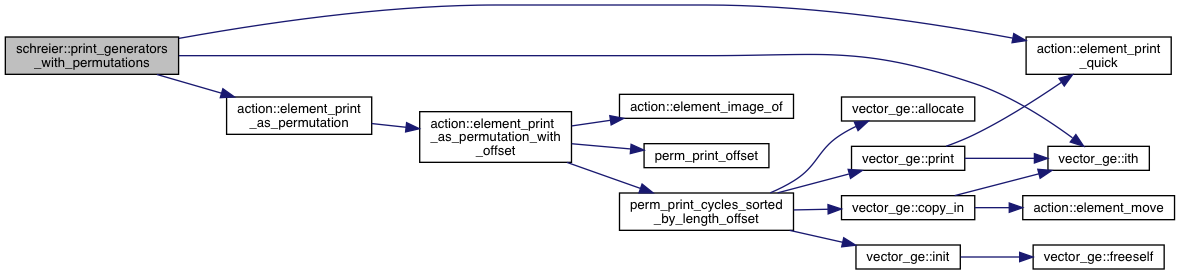 schreier::print_generators
_with_permutations
action::element_print
_as_permutation
action::element_print
_as_permutation_with
_offset
action::element_image_of
perm_print_offset
perm_print_cycles_sorted
_by_length_offset
vector_ge::allocate
vector_ge::print
vector_ge::copy_in
vector_ge::init
action::element_print
_quick
vector_ge::ith
action::element_move
vector_ge::freeself